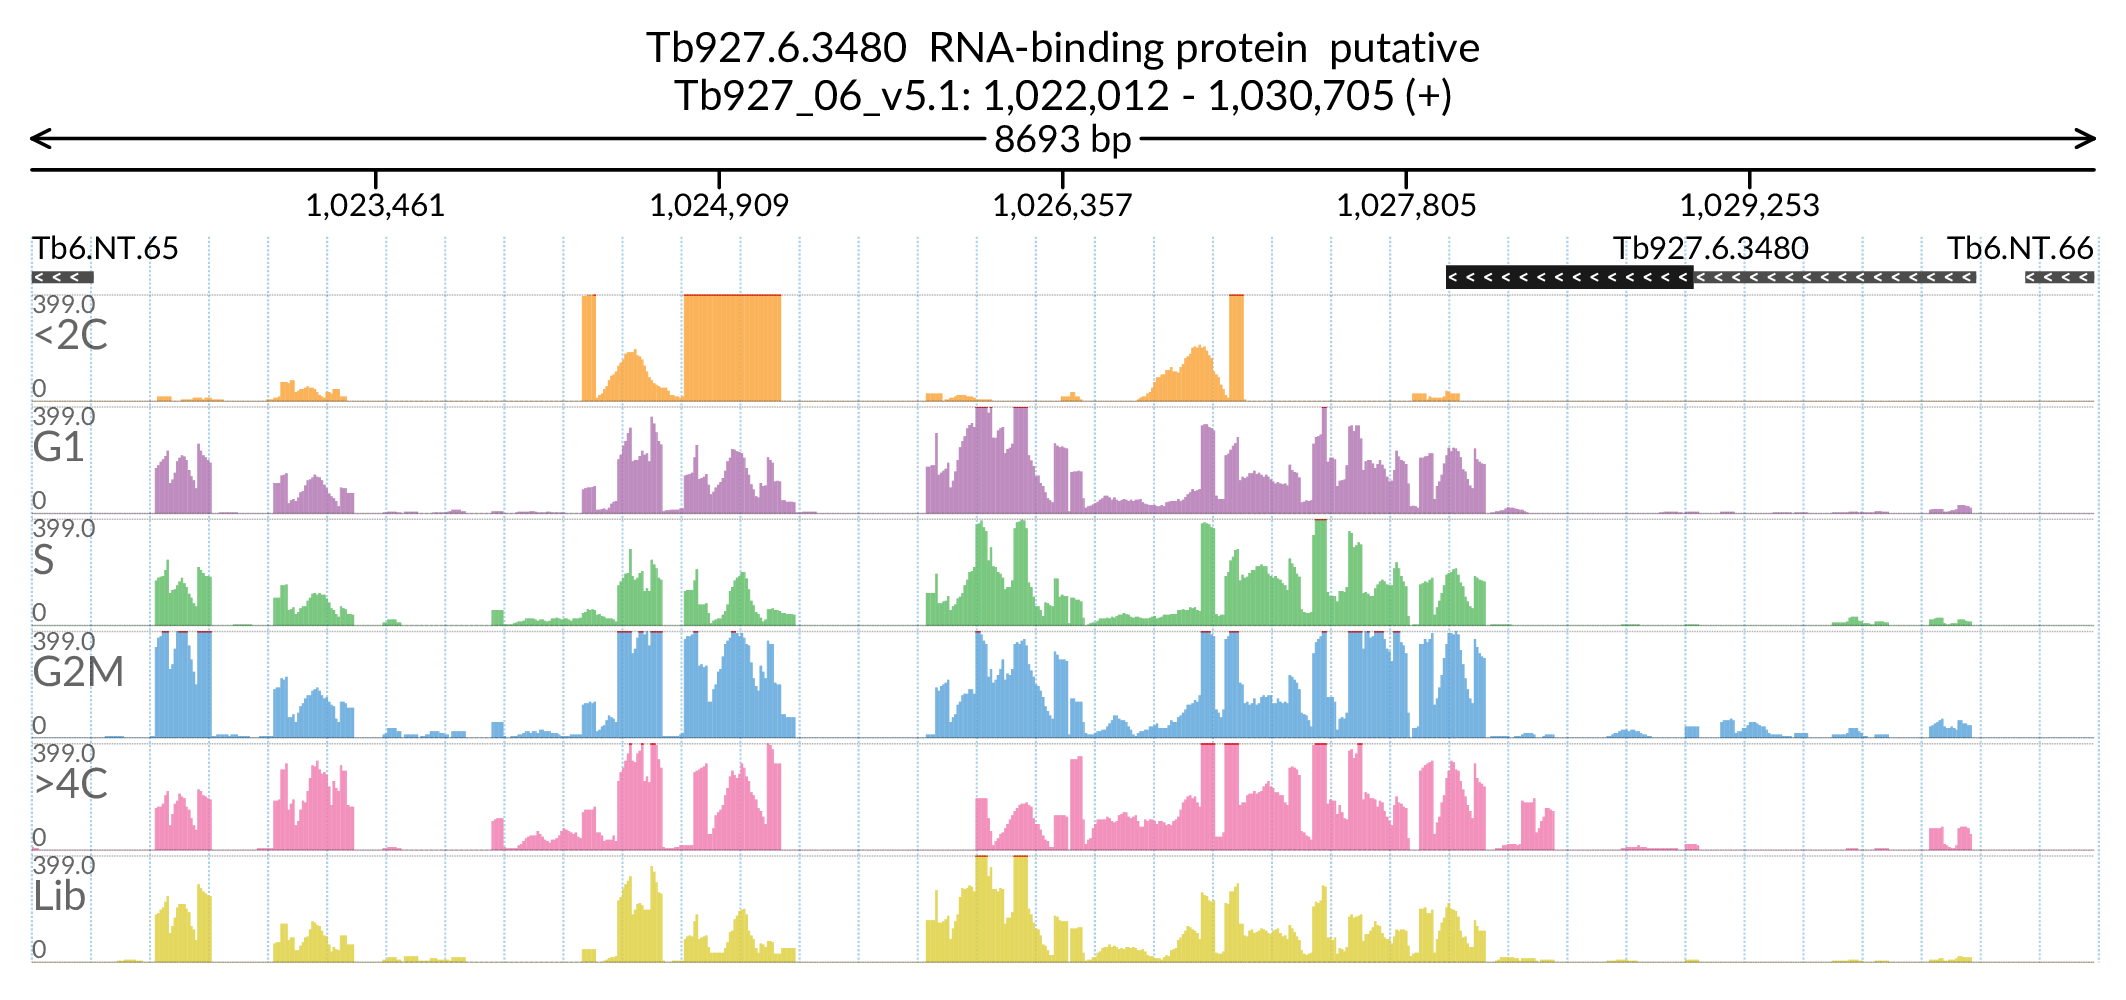 Tb927.6.3480  RNA-binding protein  putative
Tb927_06_v5.1: 1,022,012 - 1,030,705 (+)
8693 bp
1,023,461 1,024,909 1,026,357 1,027,805 1,029,253
Tb6.NT.65 Tb927.6.3480 Tb6.NT.66
399.0
<2C
0
399.0
G1
0
399.0
S
0
399.0
G2M
0
399.0
>4C
0
399.0
Lib
0